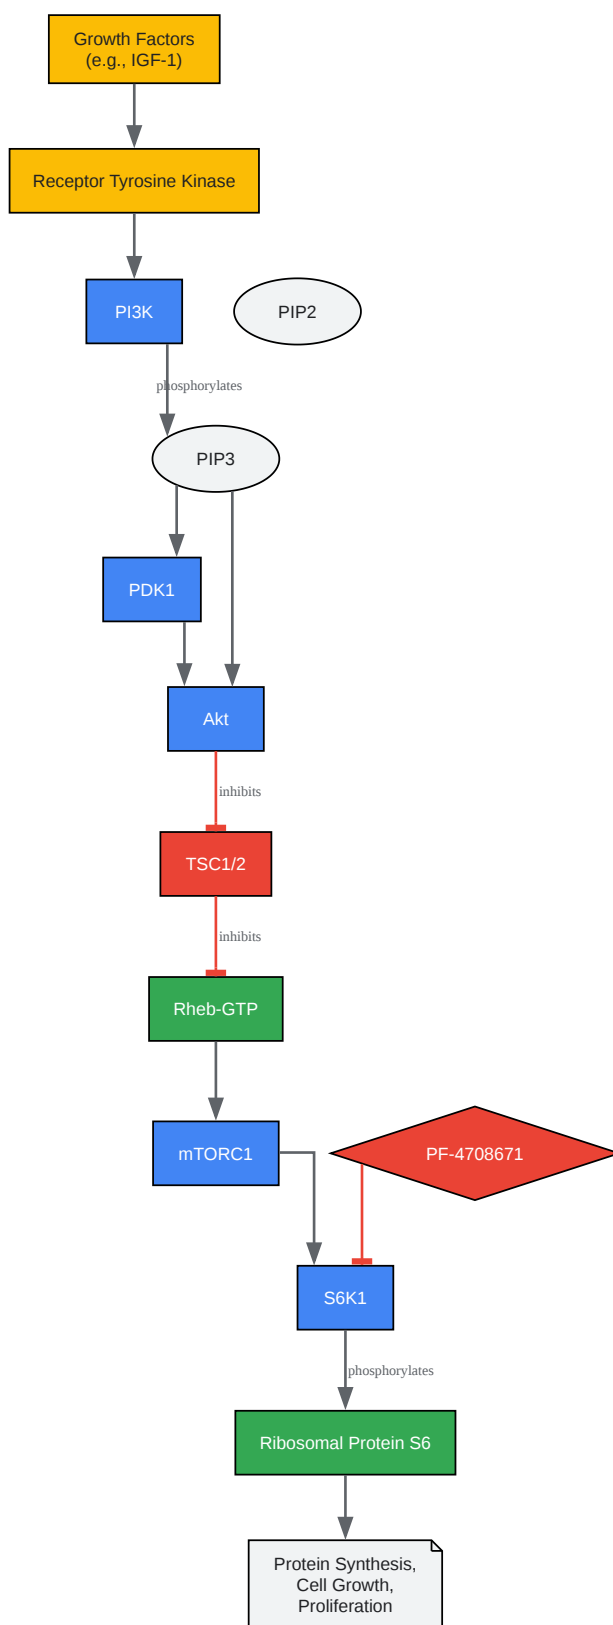 Growth Factors
(e.g., IGF-1)
Receptor Tyrosine Kinase
PI3K
PIP2
phosphorylates
PIP3
PDK1
Akt
inhibits
TSC1/2
inhibits
Rheb-GTP
mTORC1
PF-4708671
S6K1
phosphorylates
Ribosomal Protein S6
Protein Synthesis,
Cell Growth,
Proliferation